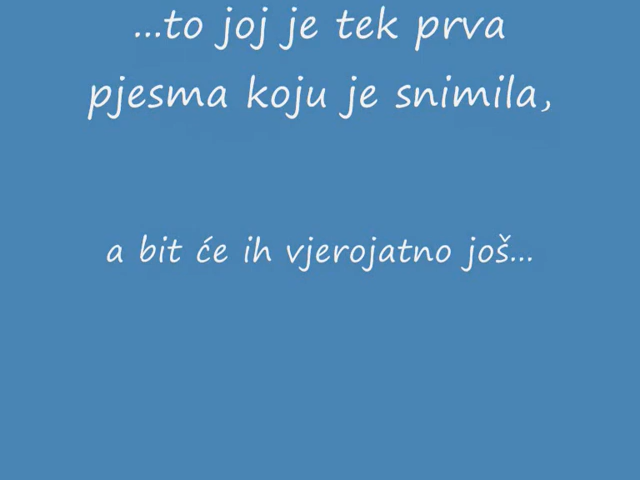 ...to joj je tek prva
pjesma koju je snimila,
a bit će ih vjerojatno još...